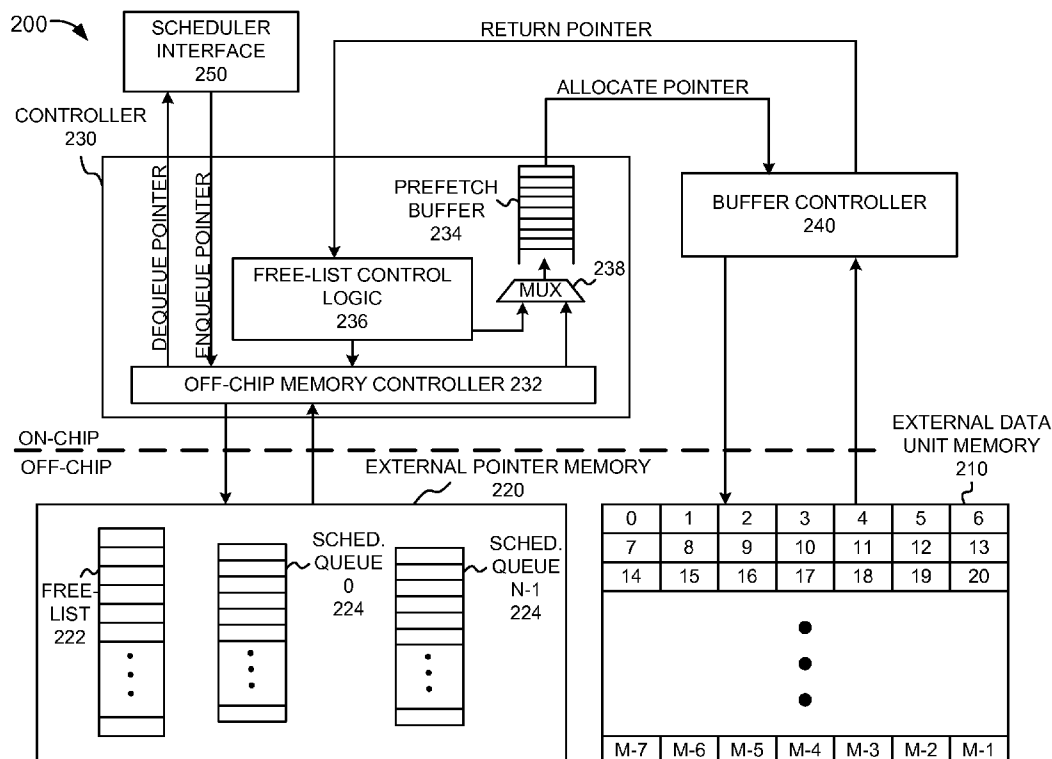 200
SCHEDULER
INTERFACE
250
RETURN POINTER
ALLOCATE POINTER
CONTROLLER
230
DEQUEUE POINTER
ENQUEUE POINTER
PREFETCH
BUFFER
234
BUFFER CONTROLLER
240
FREE-LIST CONTROL
LOGIC
236
MUX
238
OFF-CHIP MEMORY CONTROLLER 232
ON-CHIP
OFF-CHIP
EXTERNAL POINTER MEMORY
220
EXTERNAL DATA
UNIT MEMORY
210
FREE-
LIST
222
SCHED.
QUEUE
0
224
SCHED.
QUEUE
N-1
224
0 1 2 3 4 5 6
7 8 9 10 11 12 13
14 15 16 17 18 19 20
M-7 M-6 M-5 M-4 M-3 M-2 M-1